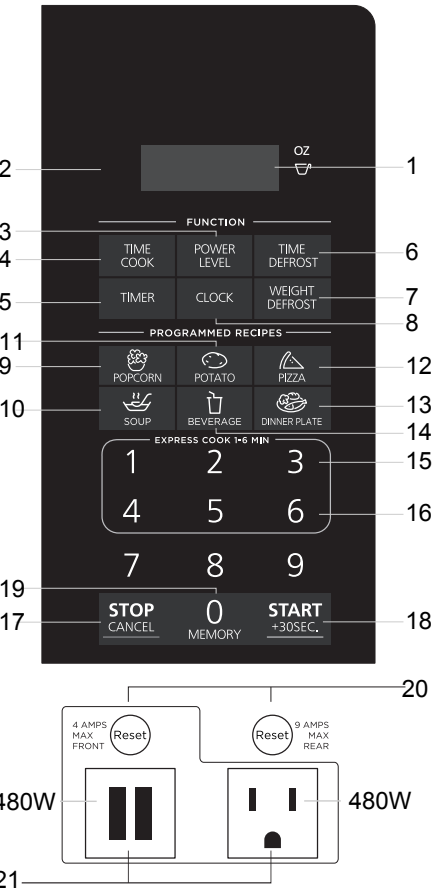 OZ
2
1
FUNCTION
3
TIME COOK
POWER LEVEL
TIME DEFROST
4
6
TIMER
CLOCK
WEIGHT DEFROST
5
7
8
PROGRAMMED RECIPES
11
9
POPCORN
POTATO
PIZZA
12
10
SOUP
BEVERAGE
DINNER PLATE
13
14
EXPRESS COOK 1-6 MIN
1 2 3
15
4 5 6
16
7 8 9
19
17
STOP
CANCEL
0
MEMORY
START
+30SEC.
18
20
4 AMPS
MAX
FRONT
Reset
Reset
9 AMPS
MAX
REAR
480W
480W
21